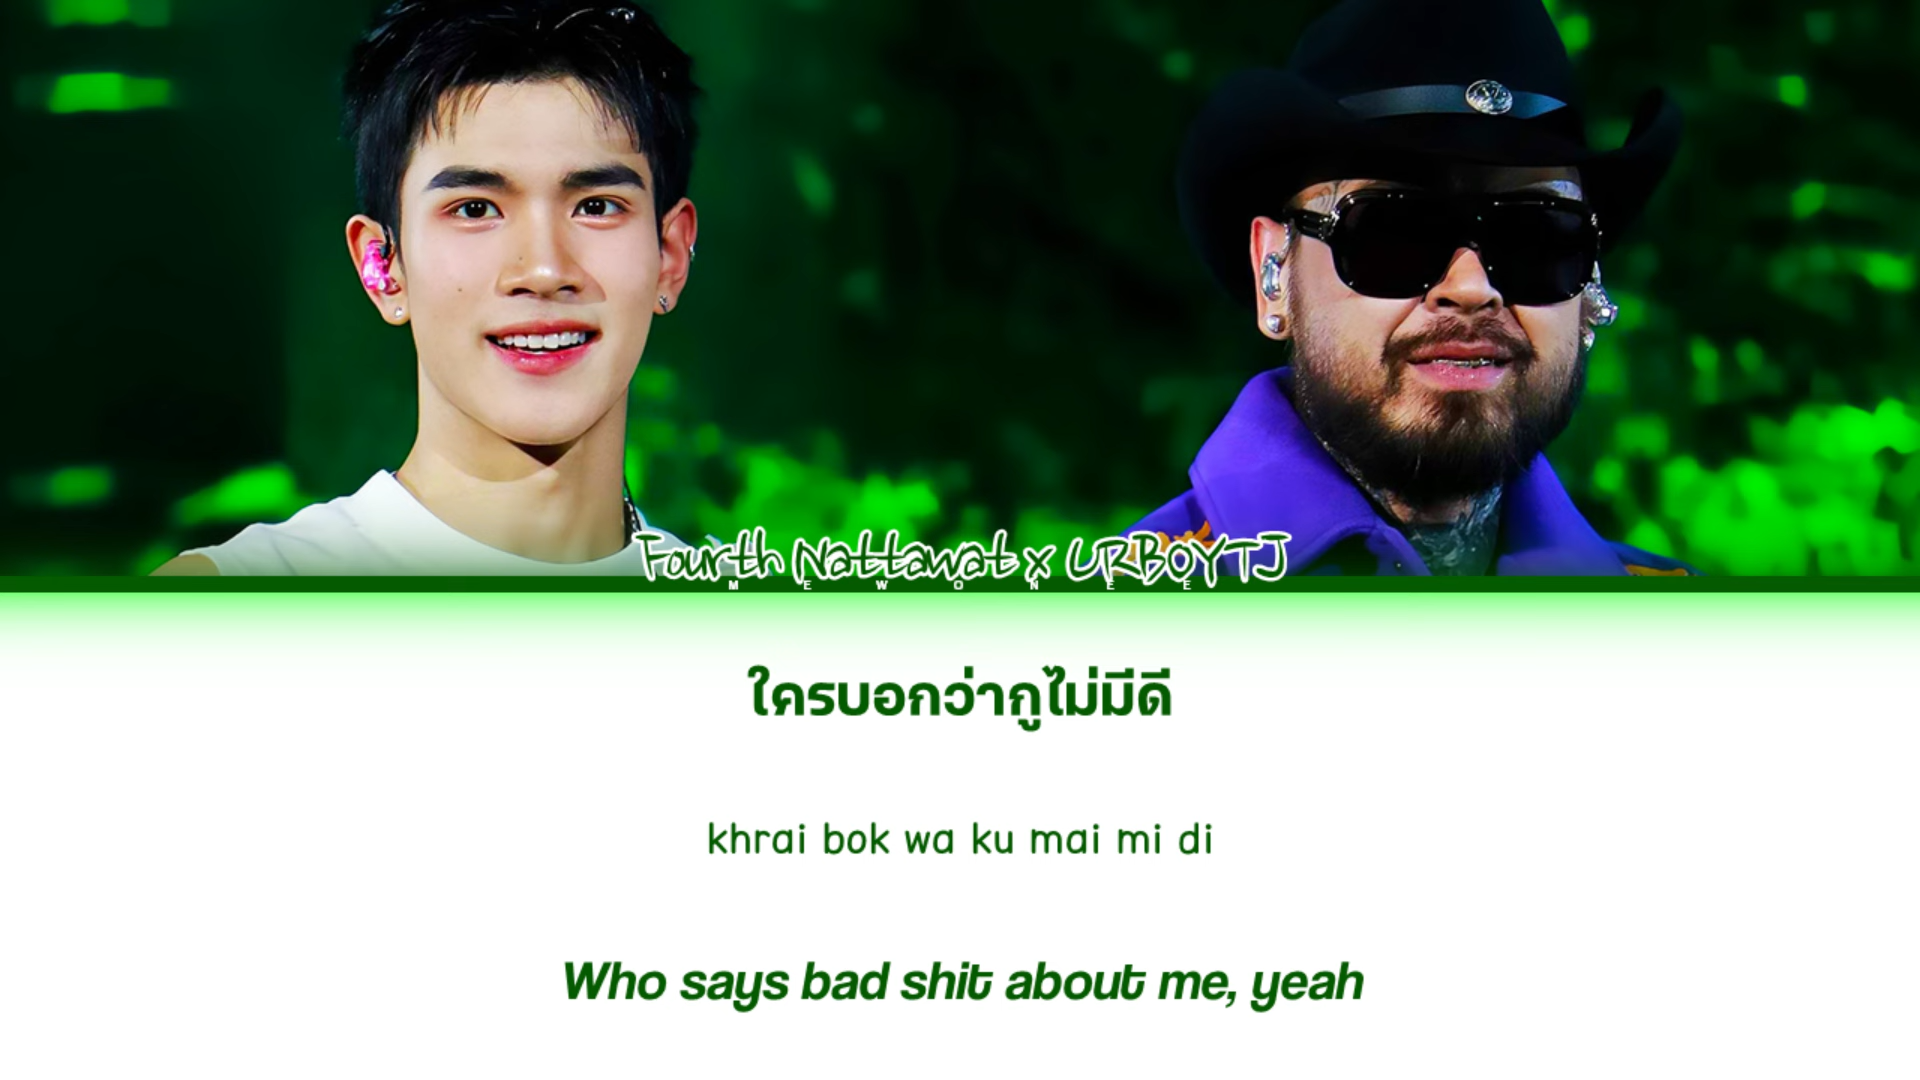 Fourth Nattawat x URBOYTJ
MEWONEE
ใครบอกว่ากูไม่มีดี
khrai bok wa ku mai mi di
Who says bad shit about me, yeah